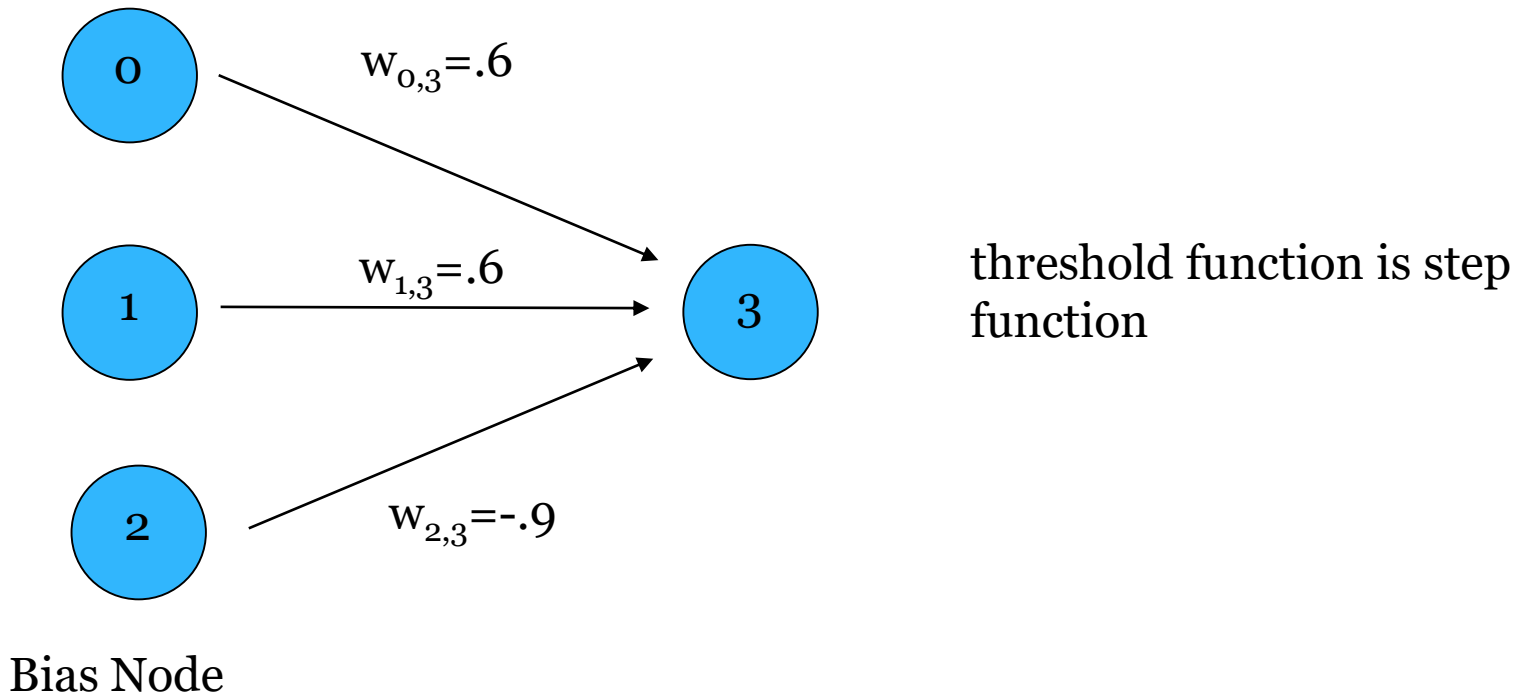 0
w0,3=.6
1
w1,3=.6
3
threshold function is step
function
2
w2,3=-.9
Bias Node